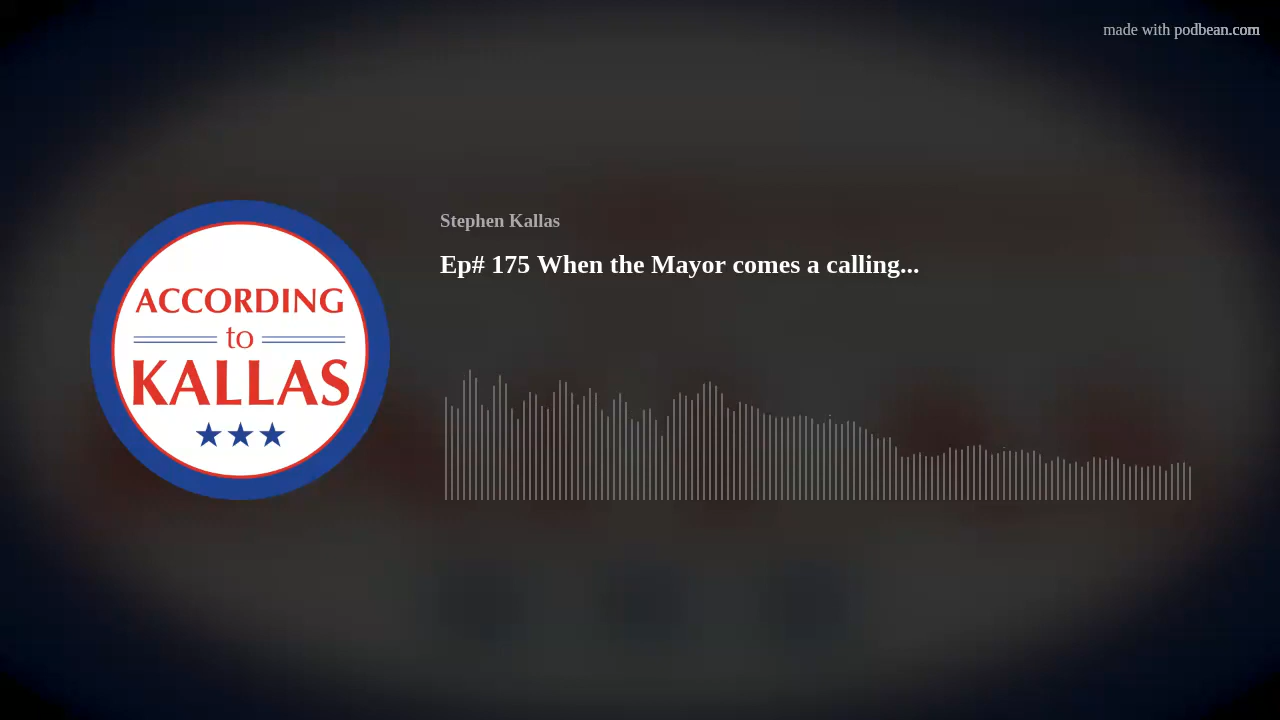 made with podbean.com
Stephen Kallas
Ep# 175 When the Mayor comes a calling...
ACCORDING
to
KALLAS